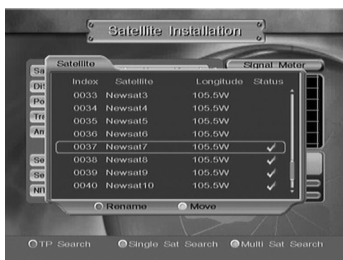 Satellite Installation
Satellite
Signal Meter
Index Satellite Longitude Status
0033 Newsat3 105.5W
0034 Newsat4 105.5W
0035 Newsat5 105.5W
0036 Newsat6 105.5W
0037 Newsat7 105.5W
0038 Newsat8 105.5W
0039 Newsat9 105.5W
0040 Newsat10 105.5W
Rename Move
TP Search Single Sat Search Multi Sat Search